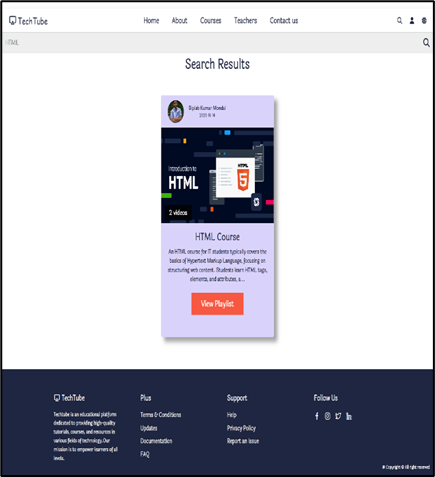 TechTube
Home About Courses Teachers Contact us
HTML
Search Results
Biplab Kumar Mondal
Introduction to
HTML
HTML
5
2 videos
HTML Course
An HTML course for IT students typically covers the
basics of Hypertext Markup Language, focusing on
structuring web content. Students learn HTML tags,
elements, and attributes, a...
View Playlist
TechTube
TechTube is an educational platform
dedicated to providing high-quality
tutorials, courses, and resources in
various fields of technology. Our
mission is to empower learners of all
levels.
Plus
Terms & Conditions
Updates
Documentation
FAQ
Support
Help
Privacy Policy
Report an issue
Follow Us
© Copyright © All right reserved